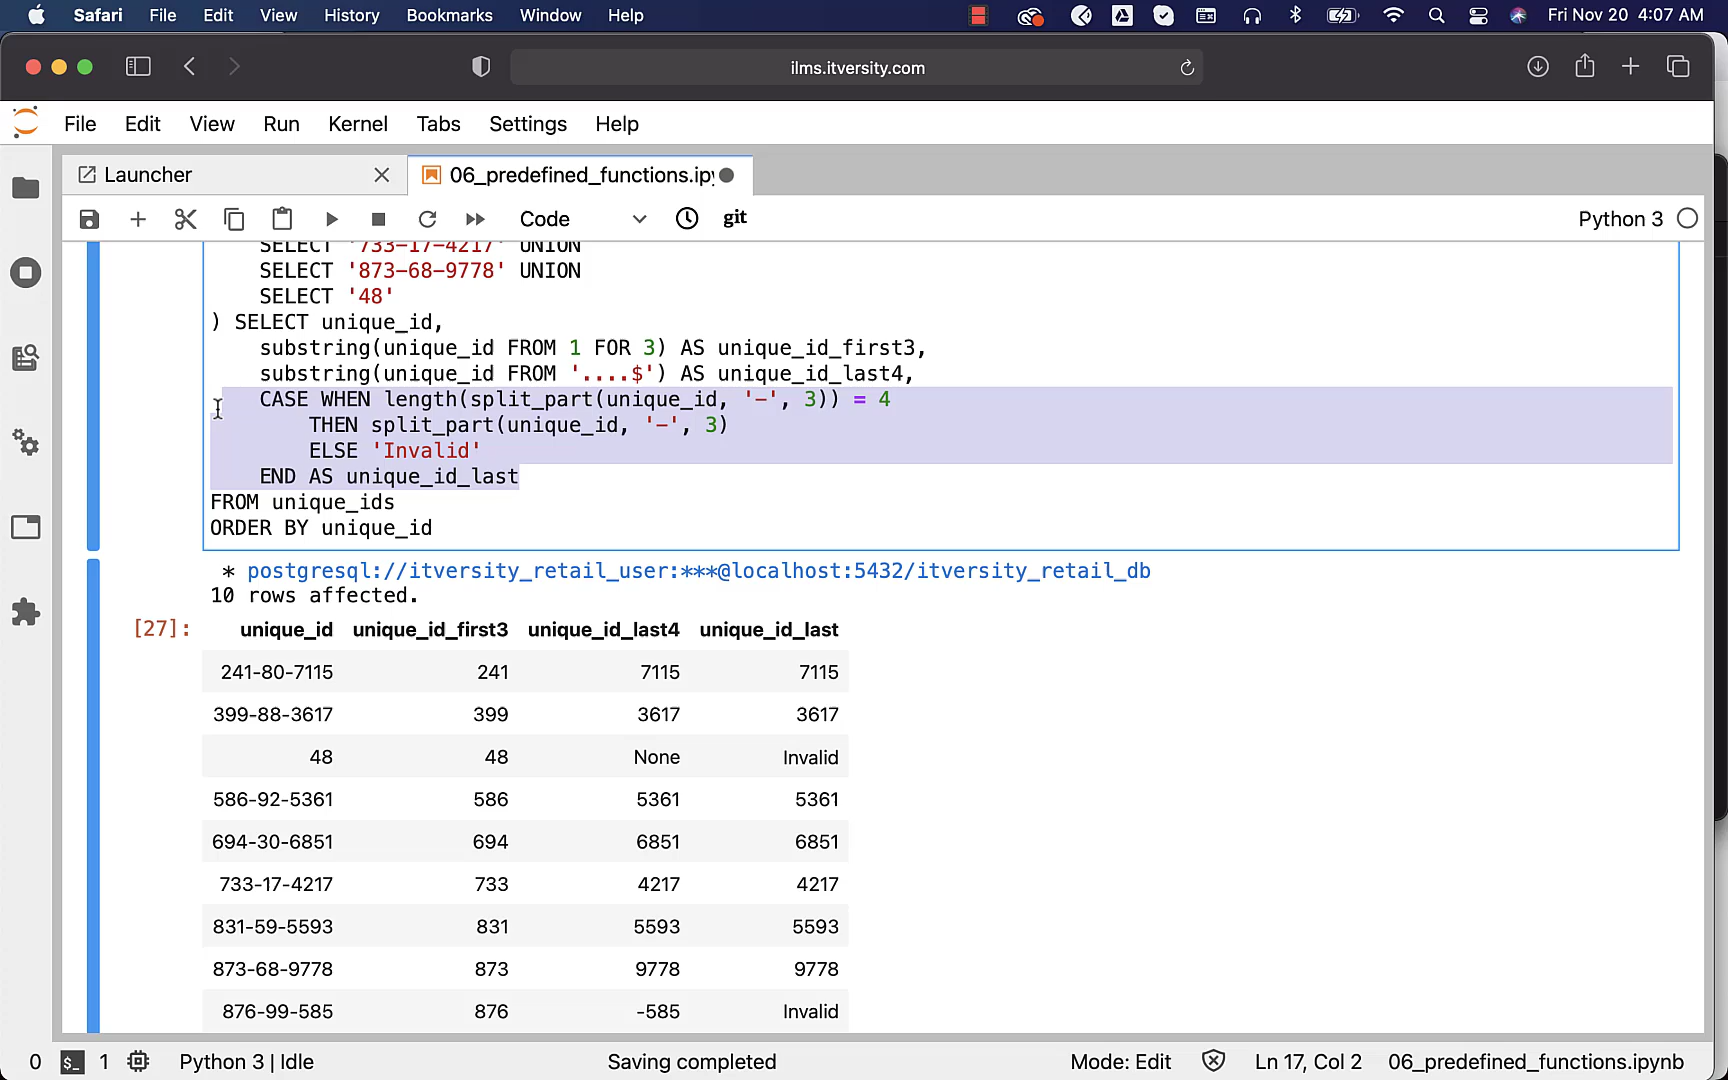 Safari File Edit View History Bookmarks Window Help Fri Nov 20 4:07 AM
ilms.itversity.com
File Edit View Run Kernel Tabs Settings Help
Launcher 06_predefined_functions.ipy
Code git Python 3
SELECT '733-17-4217' UNION
SELECT '873-68-9778' UNION
SELECT '48'
) SELECT unique_id,
substring(unique_id FROM 1 FOR 3) AS unique_id_first3,
substring(unique_id FROM '....$') AS unique_id_last4,
CASE WHEN length(split_part(unique_id, '-', 3)) = 4
THEN split_part(unique_id, '-', 3)
ELSE 'Invalid'
END AS unique_id_last
FROM unique_ids
ORDER BY unique_id
* postgresql://itversity_retail_user:***@localhost:5432/itversity_retail_db
10 rows affected.
[27]: unique_id unique_id_first3 unique_id_last4 unique_id_last
241-80-7115 241 7115 7115
399-88-3617 399 3617 3617
48 48 None Invalid
586-92-5361 586 5361 5361
694-30-6851 694 6851 6851
733-17-4217 733 4217 4217
831-59-5593 831 5593 5593
873-68-9778 873 9778 9778
876-99-585 876 -585 Invalid
0 $_ 1 Python 3 | Idle Saving completed Mode: Edit Ln 17, Col 2 06_predefined_functions.ipynb